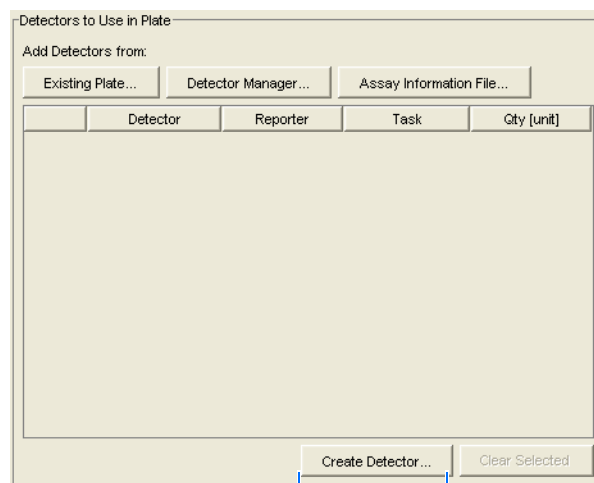 Detectors to Use in Plate
Add Detectors from:
Existing Plate... Detector Manager... Assay Information File...
Detector Reporter Task Qty [unit]
Create Detector... Clear Selected